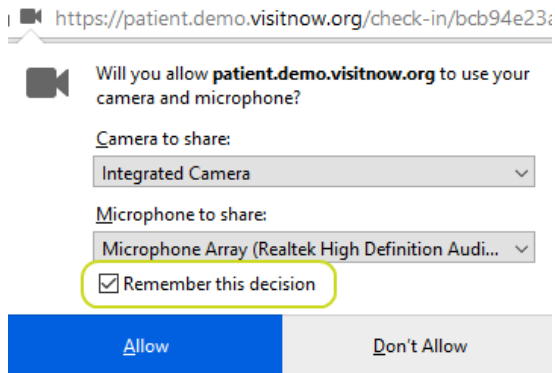 https://patient.demo.visitnow.org/check-in/bcb94e23a
Will you allow patient.demo.visitnow.org to use your
camera and microphone?
Camera to share:
Integrated Camera
Microphone to share:
Microphone Array (Realtek High Definition Audi...
Remember this decision
Allow
Don't Allow